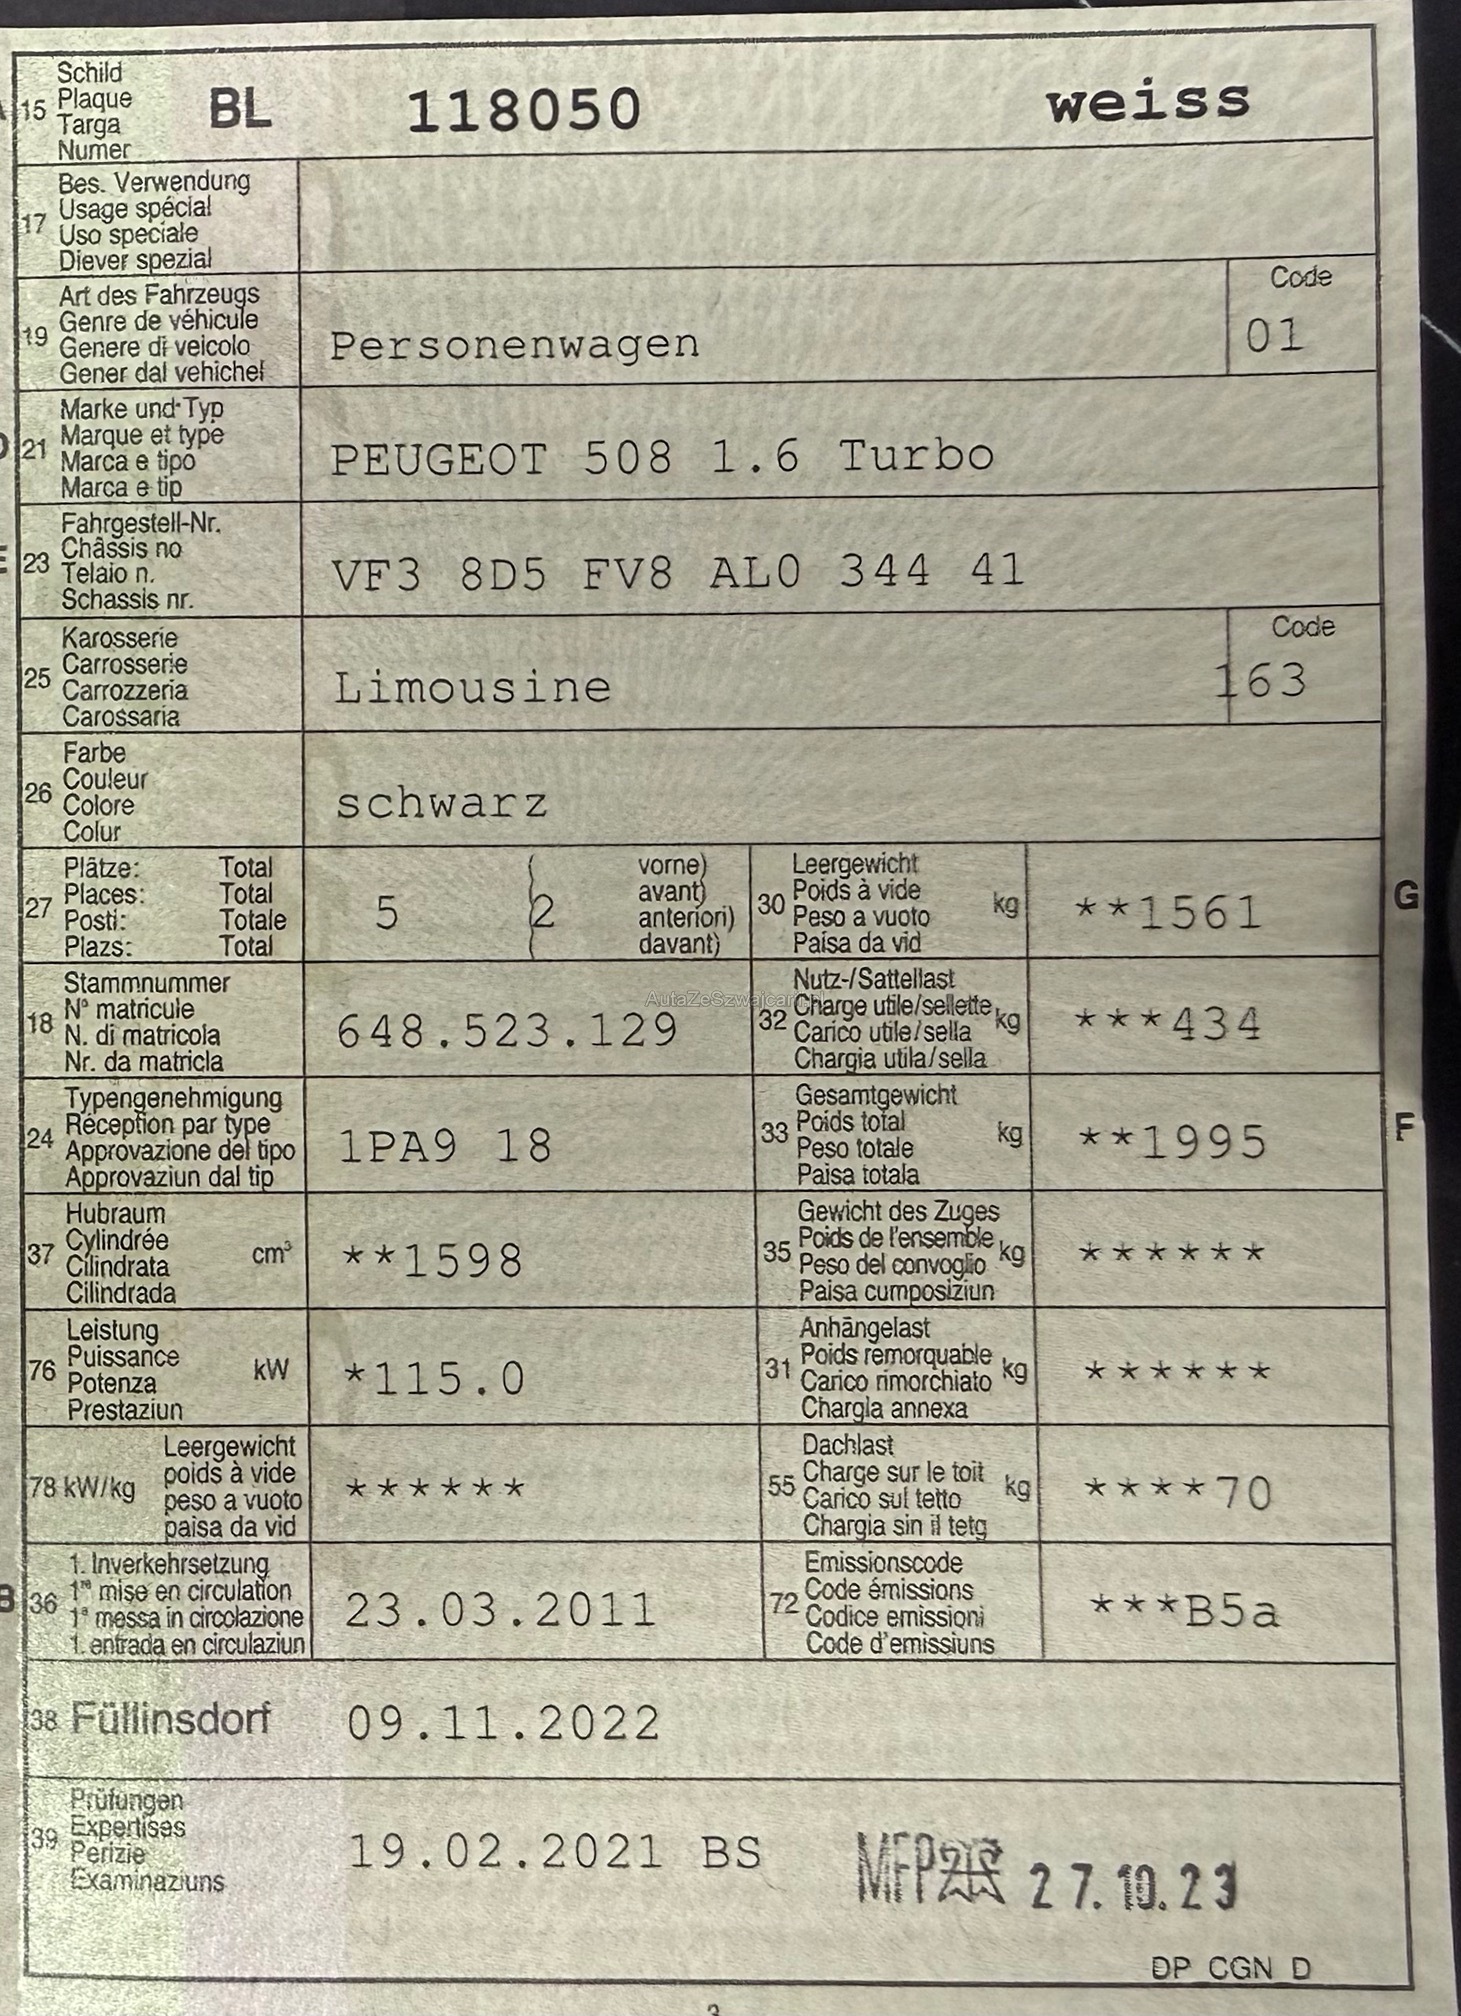 15 Schild
Plaque
Targa
Numer
BL 118050 weiss
17 Bes. Verwendung
Usage spécial
Uso speciale
Diever spezial
19 Art des Fahrzeugs
Genre de véhicule
Genere di veicolo
Gener dal vehichel
Personenwagen
Code
01
21 Marke und Typ
Marque et type
Marca e tipo
Marca e tip
PEUGEOT 508 1.6 Turbo
23 Fahrgestell-Nr.
Châssis no
Telaio n.
Schassis nr.
VF3 8D5 FV8 AL0 344 41
25 Karosserie
Carrosserie
Carrozzeria
Carossaria
Limousine
Code
163
26 Farbe
Couleur
Colore
Colur
schwarz
27 Plätze: Total
Places: Total
Posti: Totale
Plazs: Total
5 ( 2 vorne)
avant)
anteriori)
davant)
30 Leergewicht
Poids à vide kg
Peso a vuoto
Paisa da vid
**1561
G
18 Stammnummer
N° matricule
N. di matricola
Nr. da matricla
648.523.129
AutaZeSzwajcarii.pl
32 Nutz-/Sattellast
Charge utile/sellette kg
Carico utile/sella
Chargia utila/sella
***434
24 Typengenehmigung
Réception par type
Approvazione del tipo
Approvaziun dal tip
1PA9 18
33 Gesamtgewicht
Poids total kg
Peso totale
Paisa totala
**1995
F
37 Hubraum
Cylindrée cm³
Cilindrata
Cilindrada
**1598
35 Gewicht des Zuges
Poids de l'ensemble kg
Peso del convoglio
Paisa cumposiziun
******
76 Leistung
Puissance kW
Potenza
Prestaziun
*115.0
31 Anhängelast
Poids remorquable kg
Carico rimorchiato
Chargia annexa
******
78 kW/kg Leergewicht
poids à vide
peso a vuoto
paisa da vid
******
55 Dachlast
Charge sur le toit kg
Carico sul tetto
Chargia sin il tetg
****70
B
36 1. Inverkehrsetzung
1re mise en circulation
1a messa in circolazione
1. entrada en circulaziun
23.03.2011
72 Emissionscode
Code émissions
Codice emissioni
Code d'emissiuns
***B5a
38 Füllinsdorf 09.11.2022
39 Prüfungen
Expertises
Perizie
Examinaziuns
19.02.2021 BS
MFP 27.10.23
DP CGN D